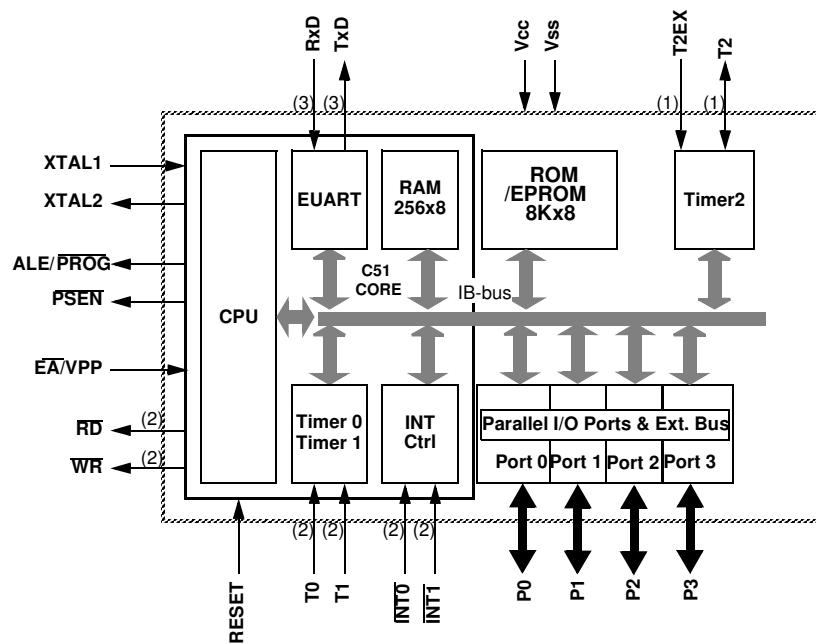 RxD
TxD
Vcc
Vss
T2EX
T2
(3) (3)
(1) (1)
XTAL1
XTAL2
ALE/PROG
PSEN
EA/VPP
RD
(2)
WR
(2)
CPU
EUART
RAM
256x8
ROM
/EPROM
8Kx8
Timer2
C51
CORE
IB-bus
Timer 0
Timer 1
INT
Ctrl
Parallel I/O Ports & Ext. Bus
Port 0
Port 1
Port 2
Port 3
(2) (2)
(2) (2)
RESET
T0
T1
INT0
INT1
P0
P1
P2
P3